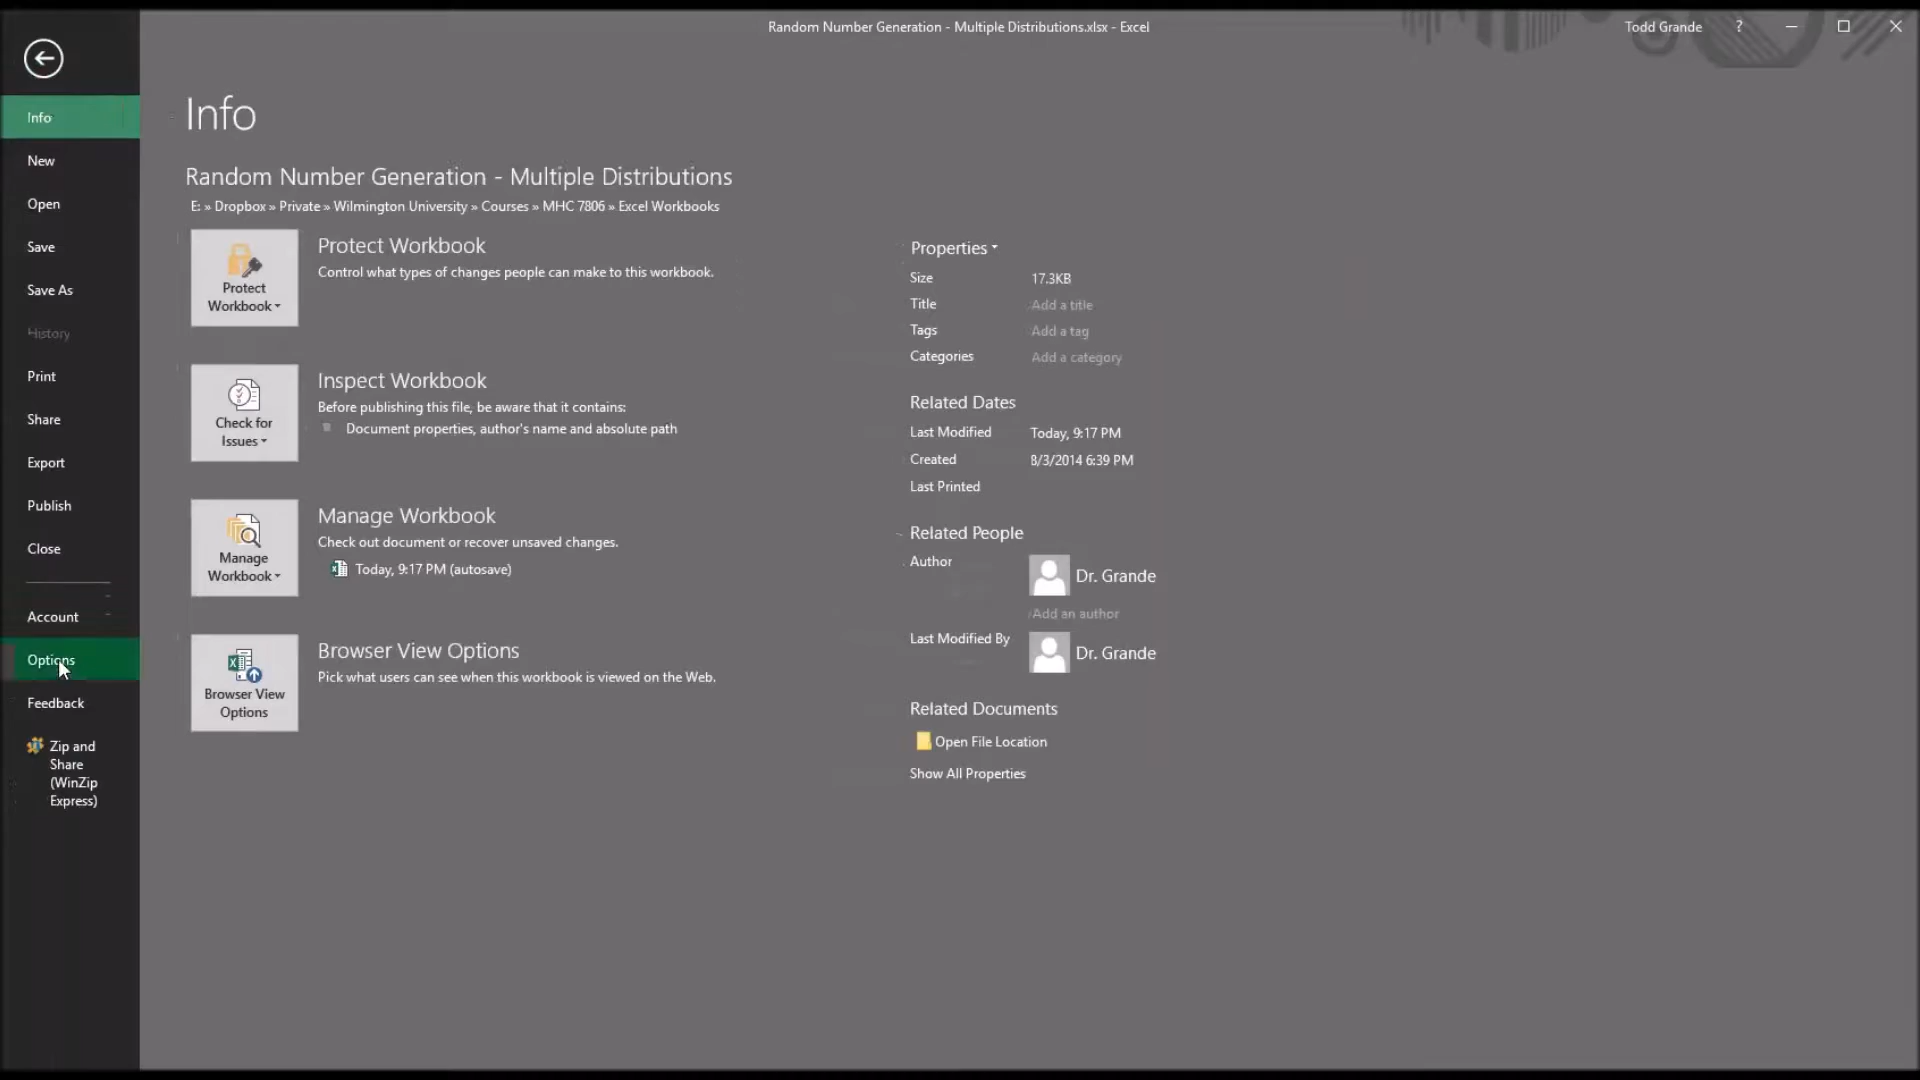 Random Number Generation - Multiple Distributions.xlsx - Excel
Todd Grande
?
Info
New
Open
Save
Save As
History
Print
Share
Export
Publish
Close
Account
Options
Feedback
Zip and
Share
(WinZip
Express)
Info
Random Number Generation - Multiple Distributions
E: » Dropbox » Private » Wilmington University » Courses » MHC 7806 » Excel Workbooks
Protect
Workbook
Protect Workbook
Control what types of changes people can make to this workbook.
Check for
Issues
Inspect Workbook
Before publishing this file, be aware that it contains:
Document properties, author's name and absolute path
Manage
Workbook
Manage Workbook
Check out document or recover unsaved changes.
Today, 9:17 PM (autosave)
Browser View
Options
Browser View Options
Pick what users can see when this workbook is viewed on the Web.
Properties
Size 17.3KB
Title Add a title
Tags Add a tag
Categories Add a category
Related Dates
Last Modified Today, 9:17 PM
Created 8/3/2014 6:39 PM
Last Printed
Related People
Author Dr. Grande
Add an author
Last Modified By Dr. Grande
Related Documents
Open File Location
Show All Properties